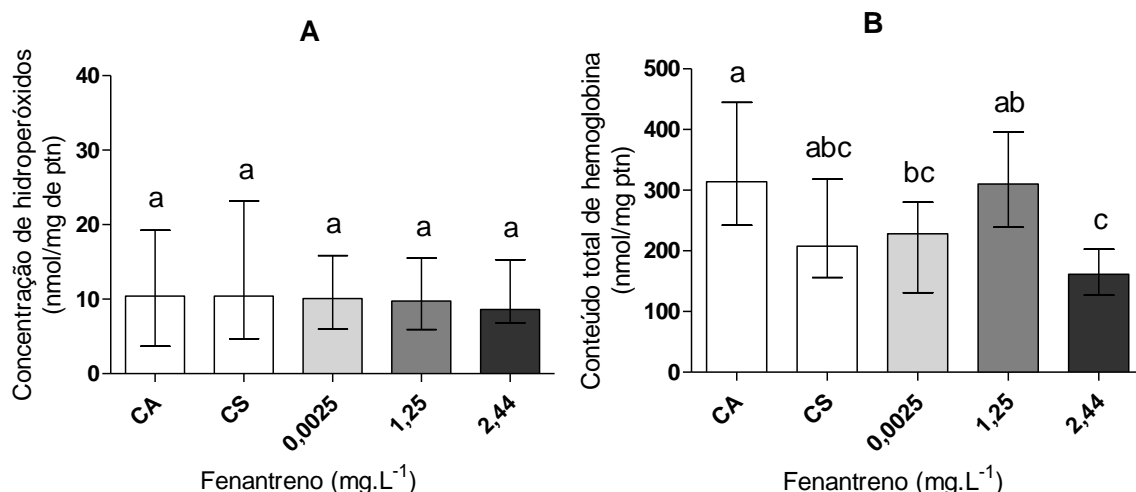 A
Concentração de hidroperóxidos
(nmol/mg de ptn)
40
30
20
10
0
a
a
a
a
a
CA
CS
0,0025
1,25
2,44
Fenantreno (mg.L⁻¹)
B
Conteúdo total de hemoglobina
(nmol/mg ptn)
500
400
300
200
100
0
a
abc
bc
ab
c
CA
CS
0,0025
1,25
2,44
Fenantreno (mg.L⁻¹)